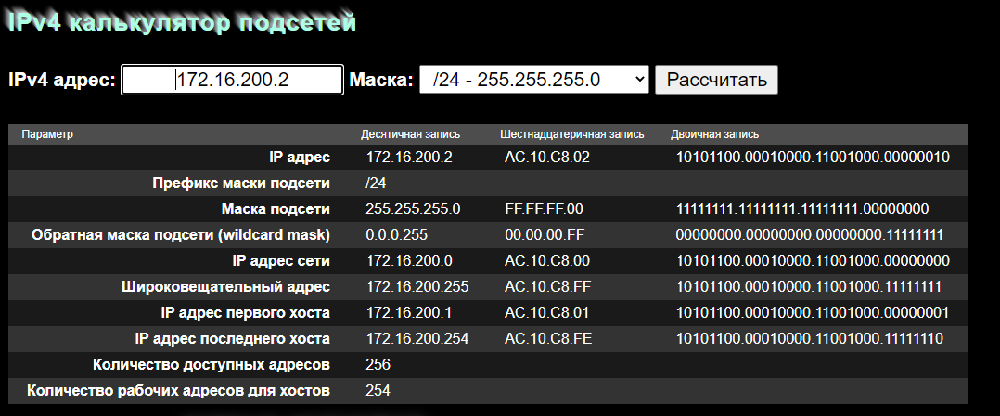 IPv4 калькулятор подсетей
IPv4 адрес: 172.16.200.2 Маска: /24 - 255.255.255.0 Рассчитать
Параметр Десятичная запись Шестнадцатеричная запись Двоичная запись
IP адрес 172.16.200.2 AC.10.C8.02 10101100.00010000.11001000.00000010
Префикс маски подсети /24
Маска подсети 255.255.255.0 FF.FF.FF.00 11111111.11111111.11111111.00000000
Обратная маска подсети (wildcard mask) 0.0.0.255 00.00.00.FF 00000000.00000000.00000000.11111111
IP адрес сети 172.16.200.0 AC.10.C8.00 10101100.00010000.11001000.00000000
Широковещательный адрес 172.16.200.255 AC.10.C8.FF 10101100.00010000.11001000.11111111
IP адрес первого хоста 172.16.200.1 AC.10.C8.01 10101100.00010000.11001000.00000001
IP адрес последнего хоста 172.16.200.254 AC.10.C8.FE 10101100.00010000.11001000.11111110
Количество доступных адресов 256
Количество рабочих адресов для хостов 254